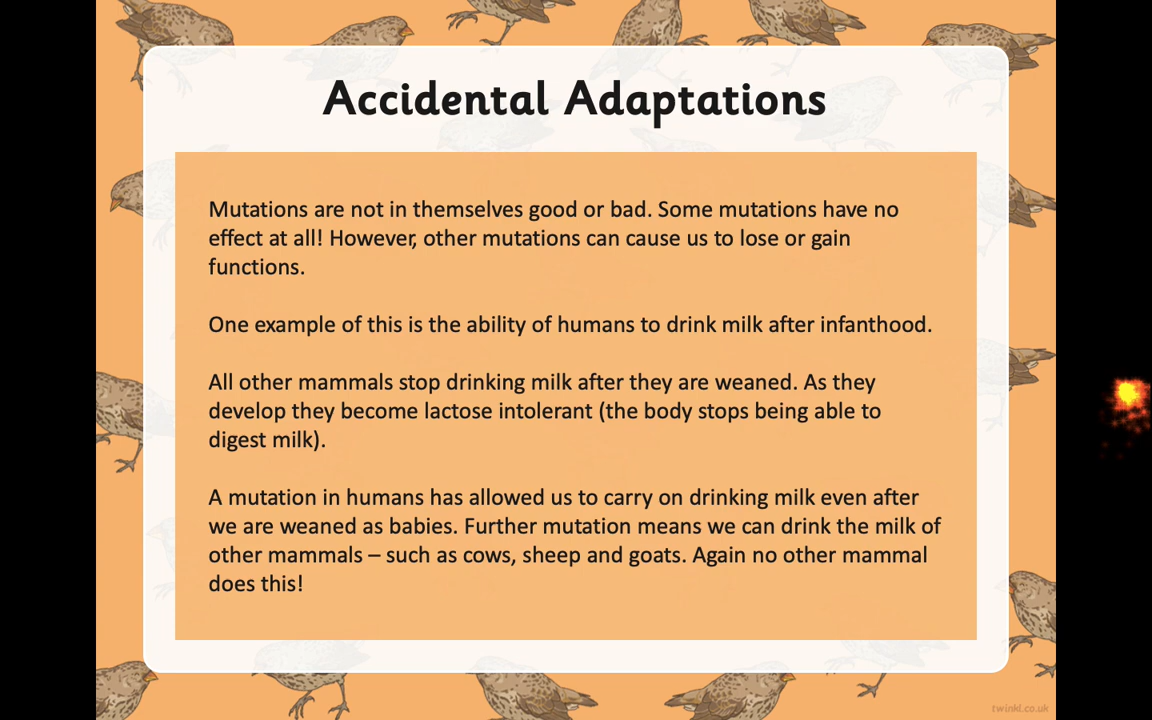 Accidental Adaptations
Mutations are not in themselves good or bad. Some mutations have no
effect at all! However, other mutations can cause us to lose or gain
functions.
One example of this is the ability of humans to drink milk after infanthood.
All other mammals stop drinking milk after they are weaned. As they
develop they become lactose intolerant (the body stops being able to
digest milk).
A mutation in humans has allowed us to carry on drinking milk even after
we are weaned as babies. Further mutation means we can drink the milk of
other mammals – such as cows, sheep and goats. Again no other mammal
does this!
twinkl.co.uk